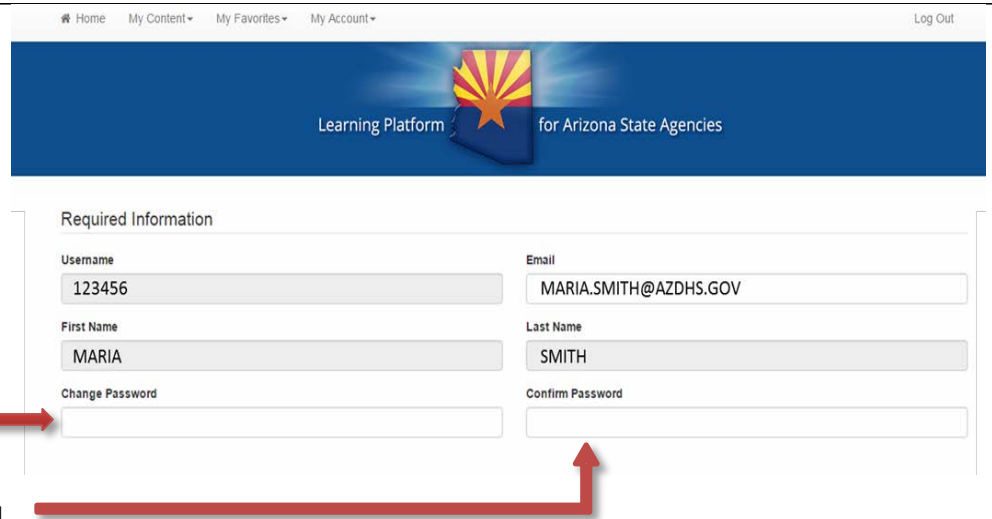 Home My Content My Favorites My Account Log Out
Learning Platform for Arizona State Agencies
Required Information
Username Email
123456 MARIA.SMITH@AZDHS.GOV
First Name Last Name
MARIA SMITH
Change Password Confirm Password